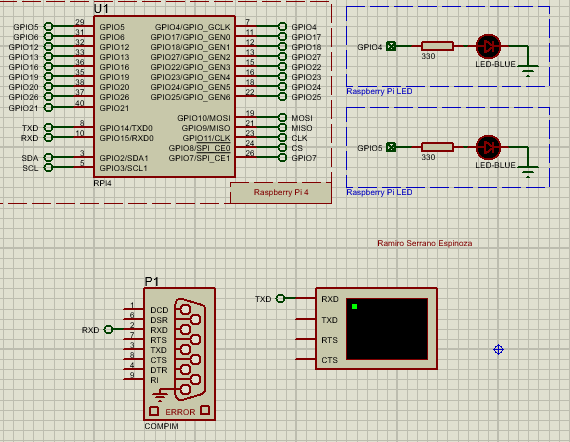 U1
GPIO5 29 GPIO5 GPIO4/GPIO_GCLK 7 GPIO4
GPIO6 31 GPIO6 GPIO17/GPIO_GEN0 11 GPIO17
GPIO12 32 GPIO12 GPIO18/GPIO_GEN1 12 GPIO18
GPIO13 33 GPIO13 GPIO27/GPIO_GEN2 13 GPIO27
GPIO16 36 GPIO16 GPIO22/GPIO_GEN3 15 GPIO22
GPIO19 35 GPIO19 GPIO23/GPIO_GEN4 16 GPIO23
GPIO20 38 GPIO20 GPIO24/GPIO_GEN5 18 GPIO24
GPIO26 37 GPIO26 GPIO25/GPIO_GEN6 22 GPIO25
GPIO21 40 GPIO21
GPIO10/MOSI 19 MOSI
TXD 8 GPIO14/TXD0 GPIO9/MISO 21 MISO
RXD 10 GPIO15/RXD0 GPIO11/CLK 23 CLK
GPIO8/SPI_CE0 24 CS
SDA 3 GPIO2/SDA1 GPIO7/SPI_CE1 26 GPIO7
SCL 5 GPIO3/SCL1
RPI4
Raspberry Pi 4
GPIO4
330
LED-BLUE
Raspberry Pi LED
GPIO5
330
LED-BLUE
Raspberry Pi LED
Ramiro Serrano Espinoza
P1
1 DCD
6 DSR
RXD 2 RXD
7 RTS
3 TXD
8 CTS
4 DTR
9 RI
ERROR
COMPIM
TXD RXD
TXD
RTS
CTS